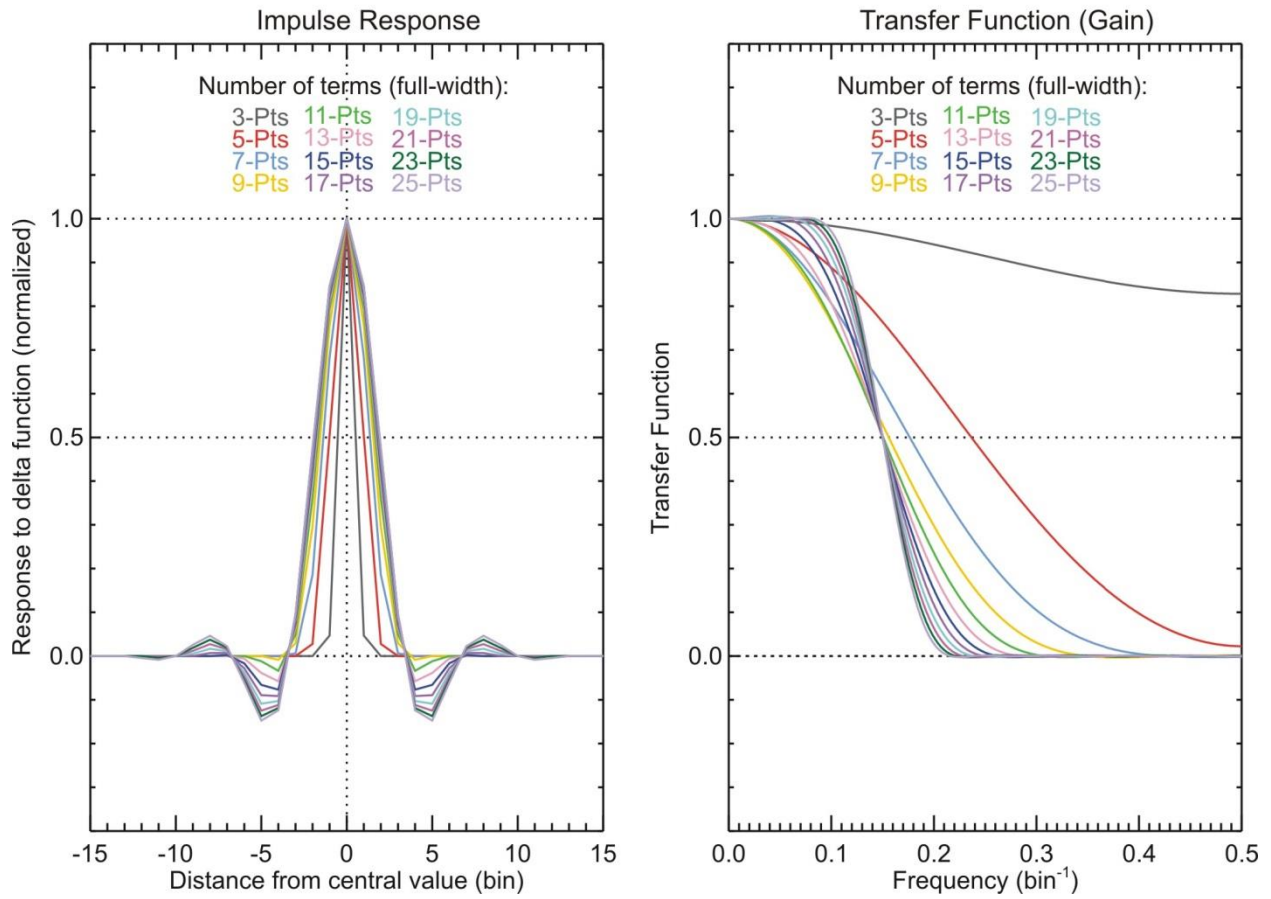 Impulse Response
Number of terms (full-width):
3-Pts 11-Pts 19-Pts
5-Pts 13-Pts 21-Pts
7-Pts 15-Pts 23-Pts
9-Pts 17-Pts 25-Pts
Response to delta function (normalized)
1.0
0.5
0.0
-15 -10 -5 0 5 10 15
Distance from central value (bin)
Transfer Function (Gain)
Number of terms (full-width):
3-Pts 11-Pts 19-Pts
5-Pts 13-Pts 21-Pts
7-Pts 15-Pts 23-Pts
9-Pts 17-Pts 25-Pts
Transfer Function
1.0
0.5
0.0
0.0 0.1 0.2 0.3 0.4 0.5
Frequency (bin⁻¹)